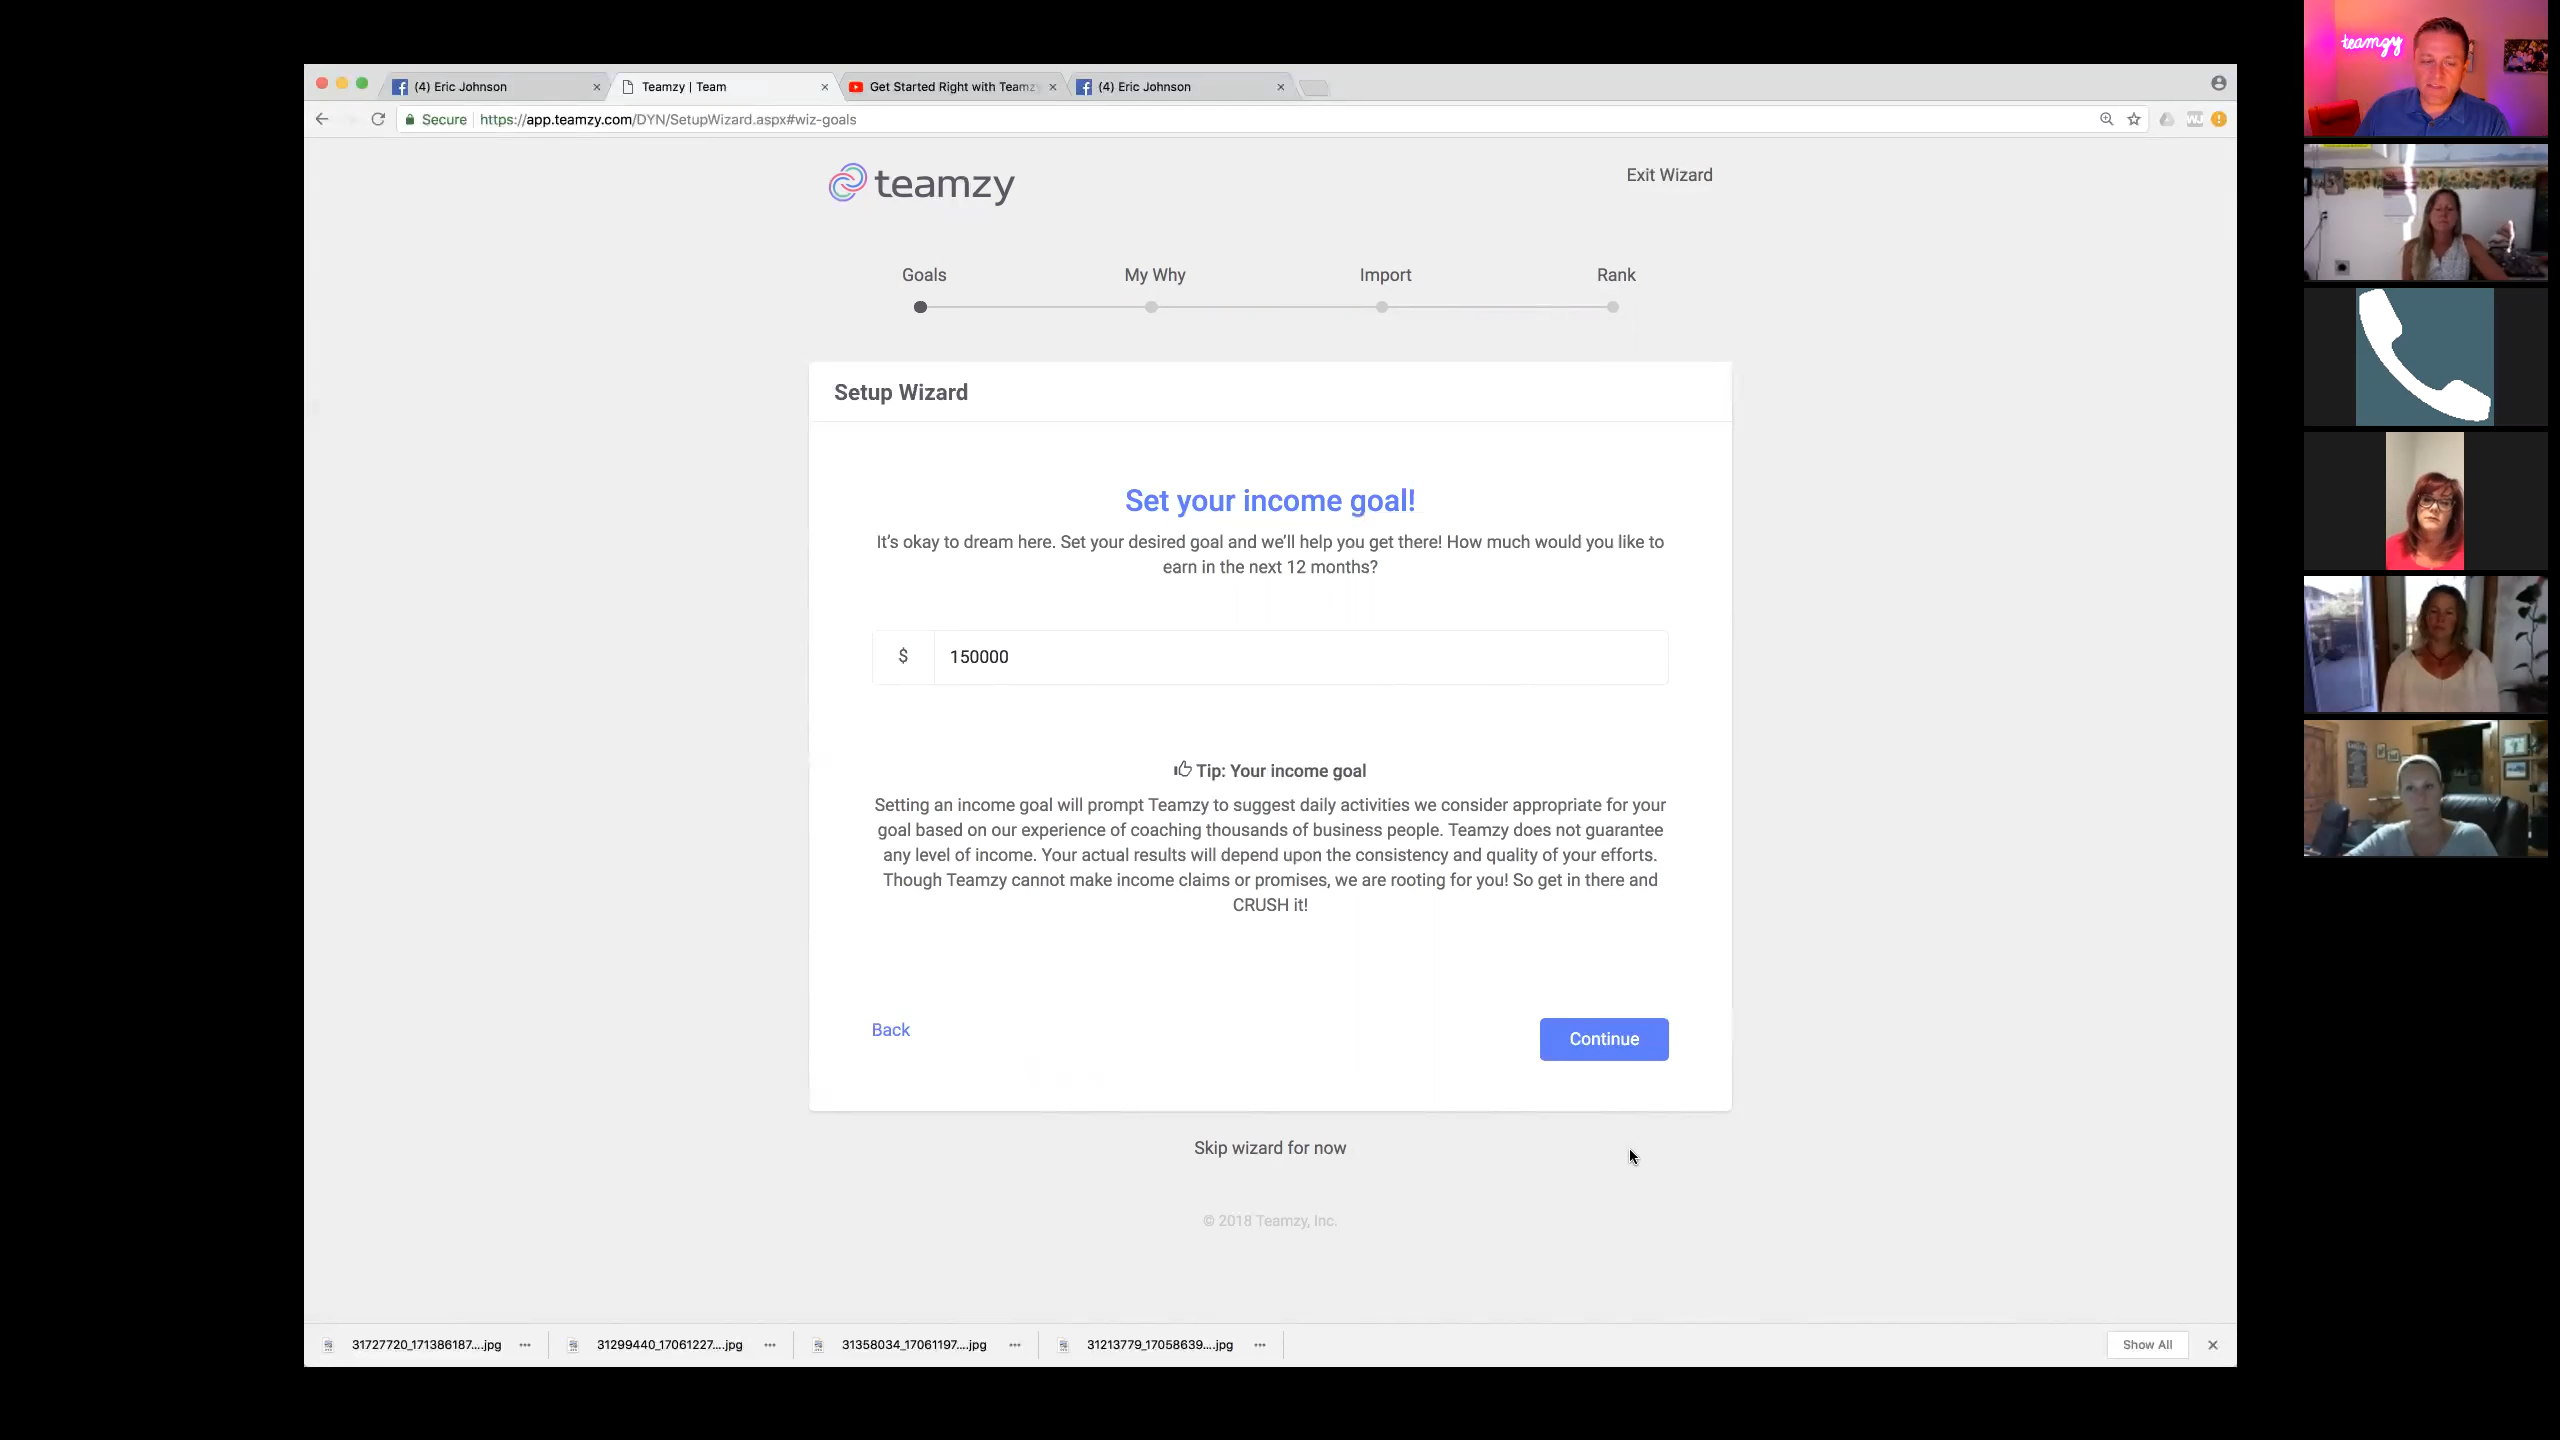 (4) Eric Johnson
Teamzy | Team
Get Started Right with Teamzy
(4) Eric Johnson
Secure
https://app.teamzy.com/DYN/SetupWizard.aspx#wiz-goals
WJ
teamzy
Exit Wizard
Goals
My Why
Import
Rank
Setup Wizard
Set your income goal!
It's okay to dream here. Set your desired goal and we'll help you get there! How much would you like to
earn in the next 12 months?
$ 150000
Tip: Your income goal
Setting an income goal will prompt Teamzy to suggest daily activities we consider appropriate for your
goal based on our experience of coaching thousands of business people. Teamzy does not guarantee
any level of income. Your actual results will depend upon the consistency and quality of your efforts.
Though Teamzy cannot make income claims or promises, we are rooting for you! So get in there and
CRUSH it!
Back
Continue
Skip wizard for now
© 2018 Teamzy, Inc.
31727720_171386187....jpg
31299440_17061227....jpg
31358034_17061197....jpg
31213779_17058639....jpg
Show All
teamzy